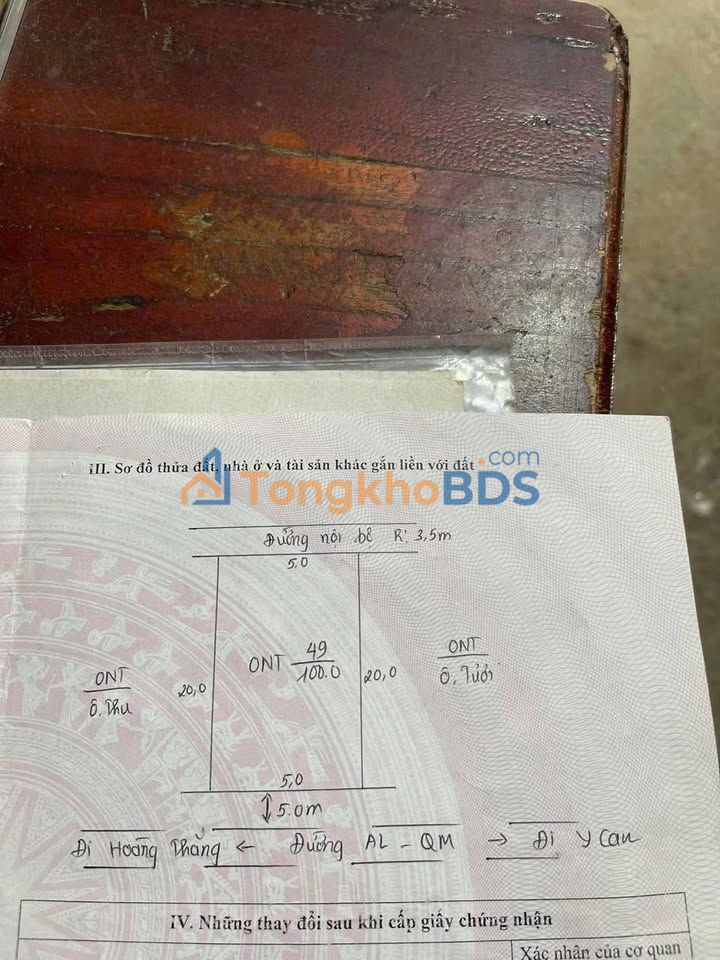 III. Sơ đồ thửa đất, nhà ở và tài sản khác gắn liền với đất
TongkhoBDS.com
Đường nội bộ R: 3,5m
5,0
ONT
ô. Thu
20,0
ONT 49
100.0
20,0
ONT
ô. Tưởi
5,0
5.0m
Đi Hoàng Thắng ← Đường AL - QM → Đi Y Can
IV. Những thay đổi sau khi cấp giấy chứng nhận
Xác nhận của cơ quan